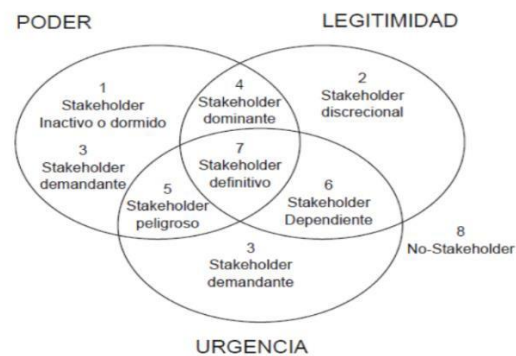 PODER
LEGITIMIDAD
1
Stakeholder
Inactivo o dormido
4
Stakeholder
dominante
2
Stakeholder
discrecional
3
Stakeholder
demandante
7
Stakeholder
definitivo
5
Stakeholder
peligroso
6
Stakeholder
Dependiente
8
No-Stakeholder
3
Stakeholder
demandante
URGENCIA